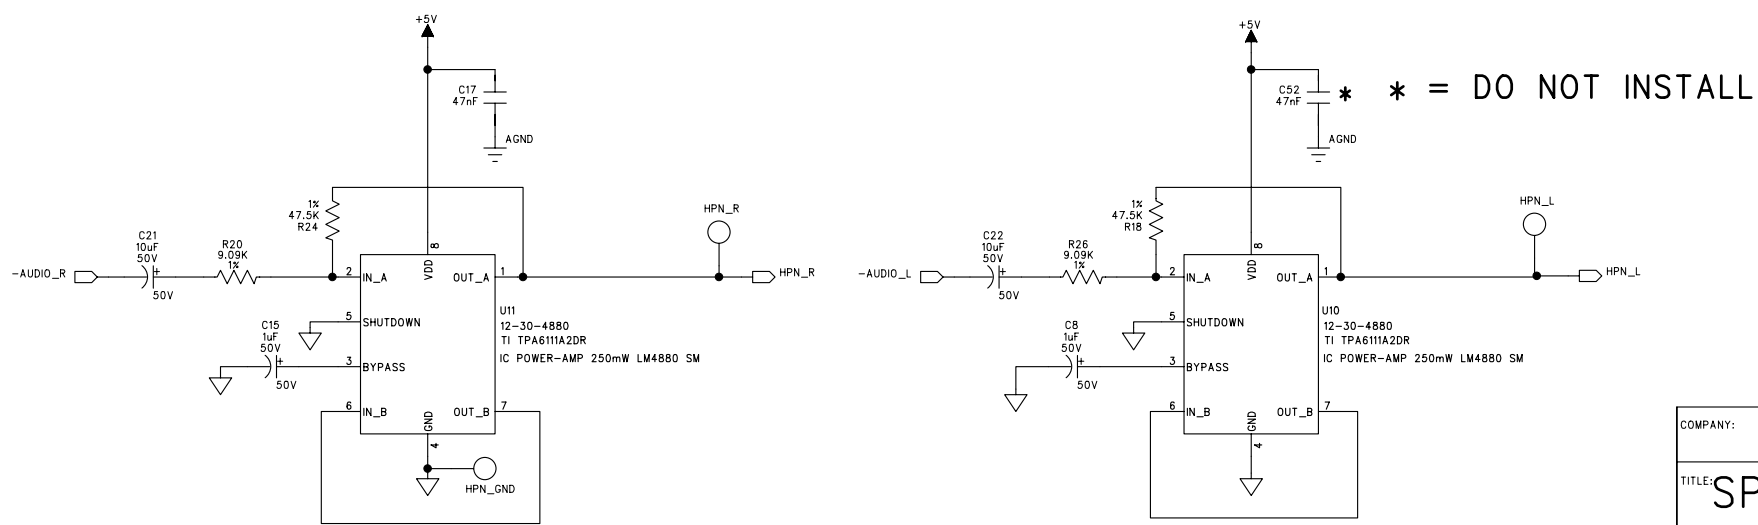 +5V
C17
47nF
AGND
1%
47.5K
R24
HPN_R
C21
10uF
50V
+
50V
R20
9.09K
1%
-AUDIO_R
2
IN_A
8
VDD
OUT_A
1
HPN_R
5
SHUTDOWN
U11
12-30-4880
TI TPA6111A2DR
IC POWER-AMP 250mW LM4880 SM
C15
1uF
50V
+
50V
3
BYPASS
6
IN_B
OUT_B
7
GND
4
HPN_GND
+5V
C52
47nF
*
* = DO NOT INSTALL
AGND
1%
47.5K
R18
HPN_L
C22
10uF
50V
+
50V
R26
9.09K
1%
-AUDIO_L
2
IN_A
8
VDD
OUT_A
1
HPN_L
5
SHUTDOWN
U10
12-30-4880
TI TPA6111A2DR
IC POWER-AMP 250mW LM4880 SM
C8
1uF
50V
+
50V
3
BYPASS
6
IN_B
OUT_B
7
GND
4
COMPANY:
TITLE:
SP